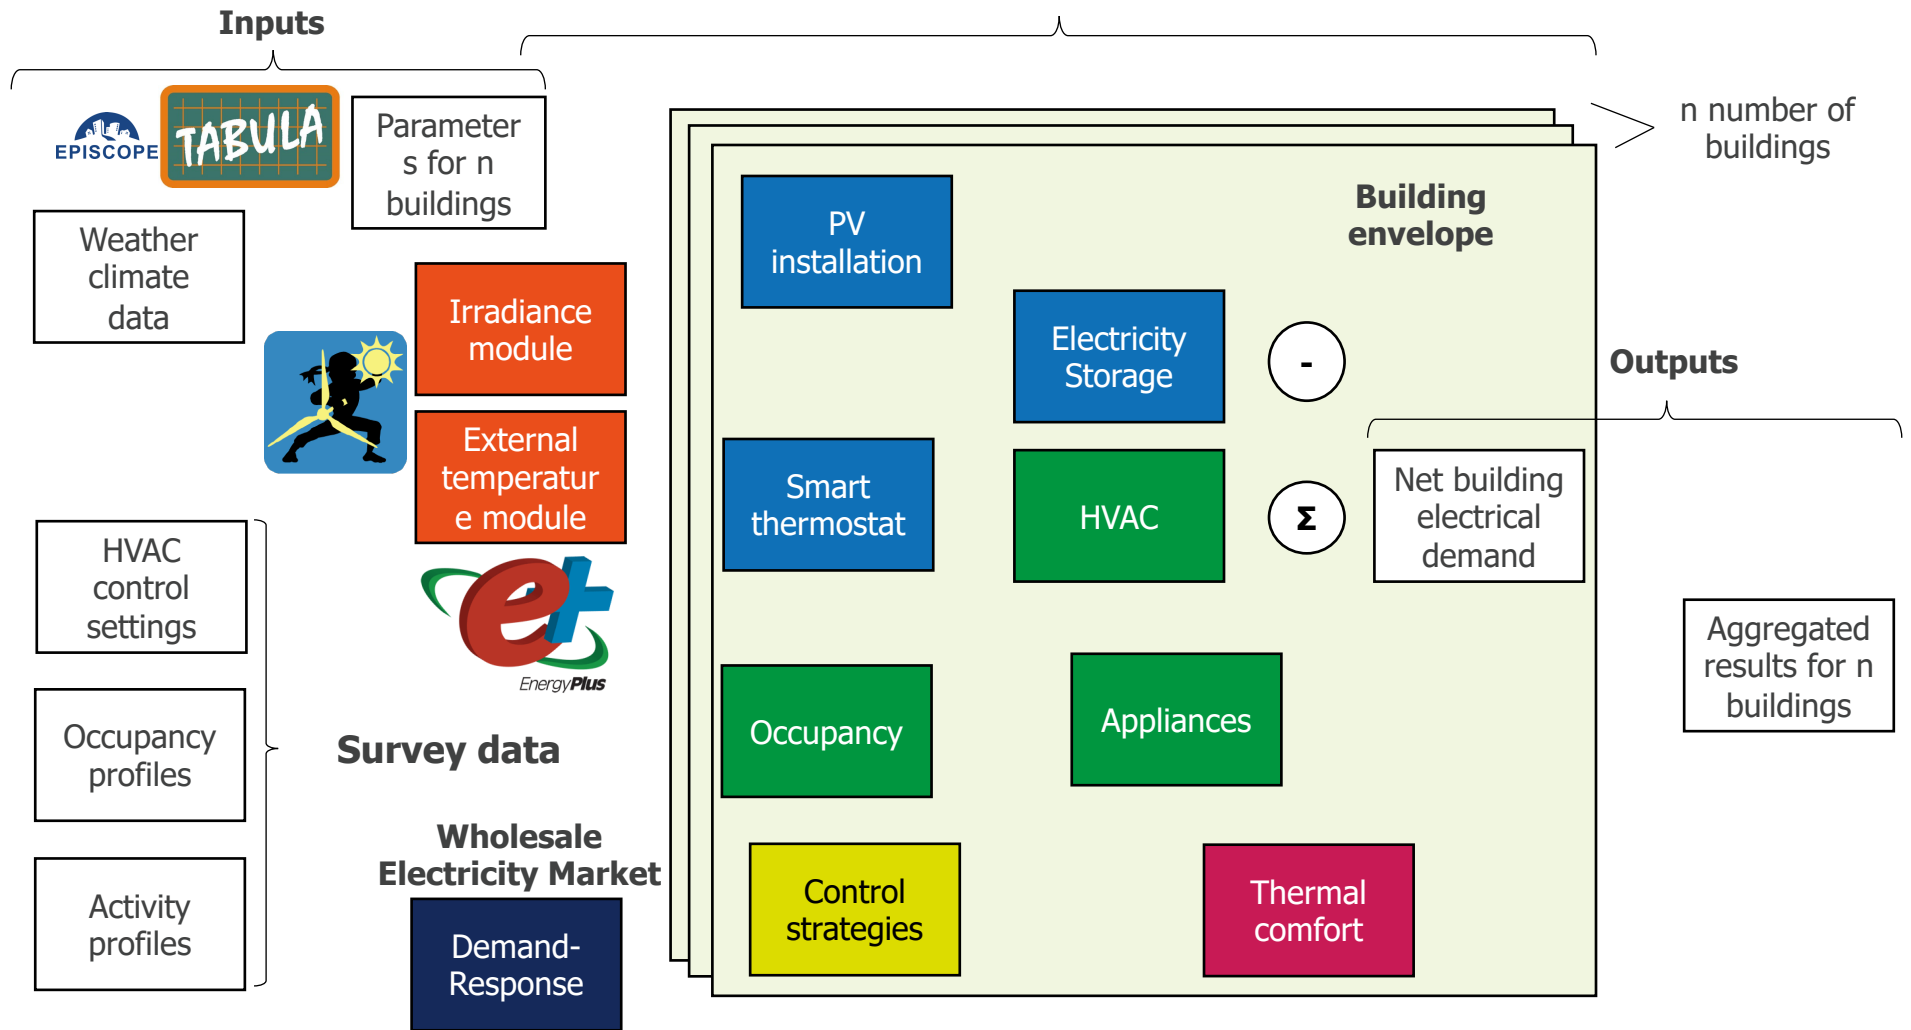 Inputs
EPISCOPE
TABULA
Parameter
s for n
buildings
Weather
climate
data
Irradiance
module
External
temperatur
e module
HVAC
control
settings
e+
EnergyPlus
Occupancy
profiles
Survey data
Activity
profiles
Wholesale
Electricity Market
Demand-
Response
n number of
buildings
Building
envelope
PV
installation
Electricity
Storage
-
Smart
thermostat
HVAC
Σ
Occupancy
Appliances
Control
strategies
Thermal
comfort
Outputs
Net building
electrical
demand
Aggregated
results for n
buildings